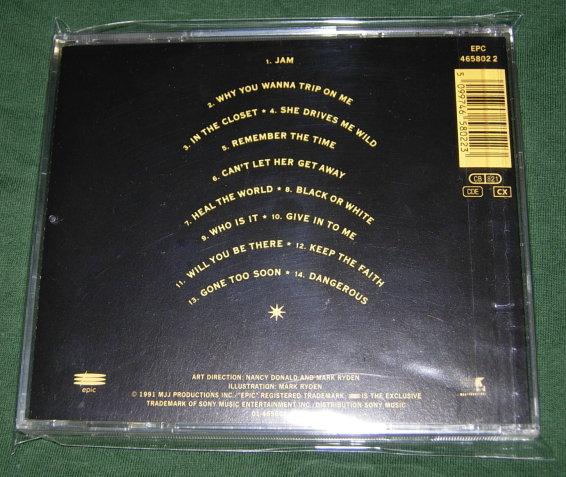 EPC
465802 2
5 099746 580223
CB 821
CDE CX
1. JAM
2. WHY YOU WANNA TRIP ON ME
3. IN THE CLOSET * 4. SHE DRIVES ME WILD
5. REMEMBER THE TIME
6. CAN'T LET HER GET AWAY
7. HEAL THE WORLD * 8. BLACK OR WHITE
9. WHO IS IT * 10. GIVE IN TO ME
11. WILL YOU BE THERE * 12. KEEP THE FAITH
13. GONE TOO SOON * 14. DANGEROUS
epic
ART DIRECTION: NANCY DONALD AND MARK RYDEN
ILLUSTRATION: MARK RYDEN
© 1991 MJJ PRODUCTIONS INC./"EPIC" REGISTERED TRADEMARK, IS THE EXCLUSIVE
TRADEMARK OF SONY MUSIC ENTERTAINMENT INC./DISTRIBUTION SONY MUSIC